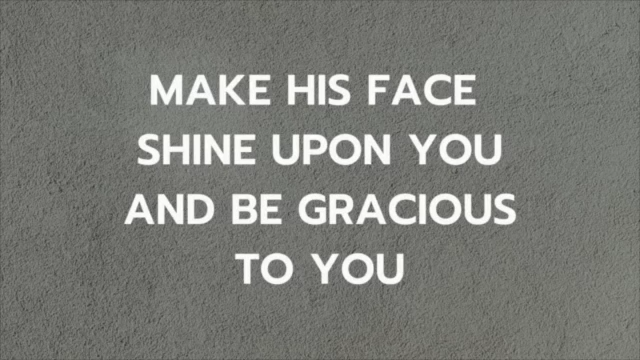 MAKE HIS FACE
SHINE UPON YOU
AND BE GRACIOUS
TO YOU